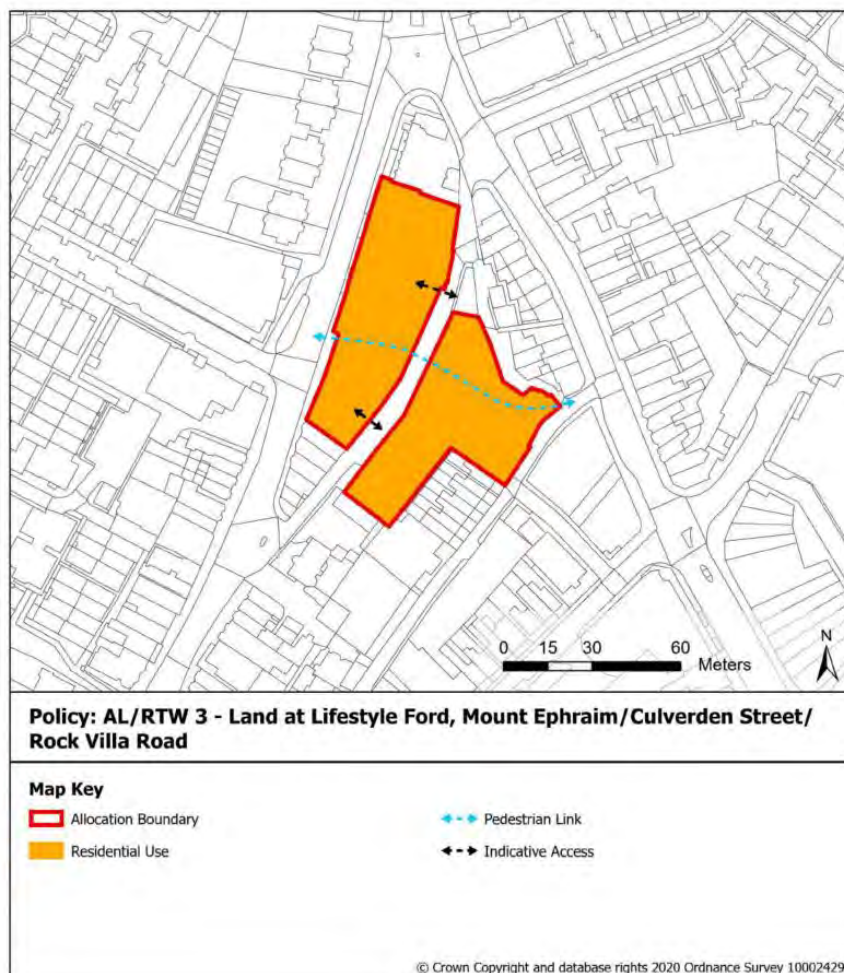 N
0 15 30 60
Meters
Policy: AL/RTW 3 - Land at Lifestyle Ford, Mount Ephraim/Culverden Street/
Rock Villa Road
Map Key
Allocation Boundary
Pedestrian Link
Residential Use
Indicative Access
© Crown Copyright and database rights 2020 Ordnance Survey 10002429